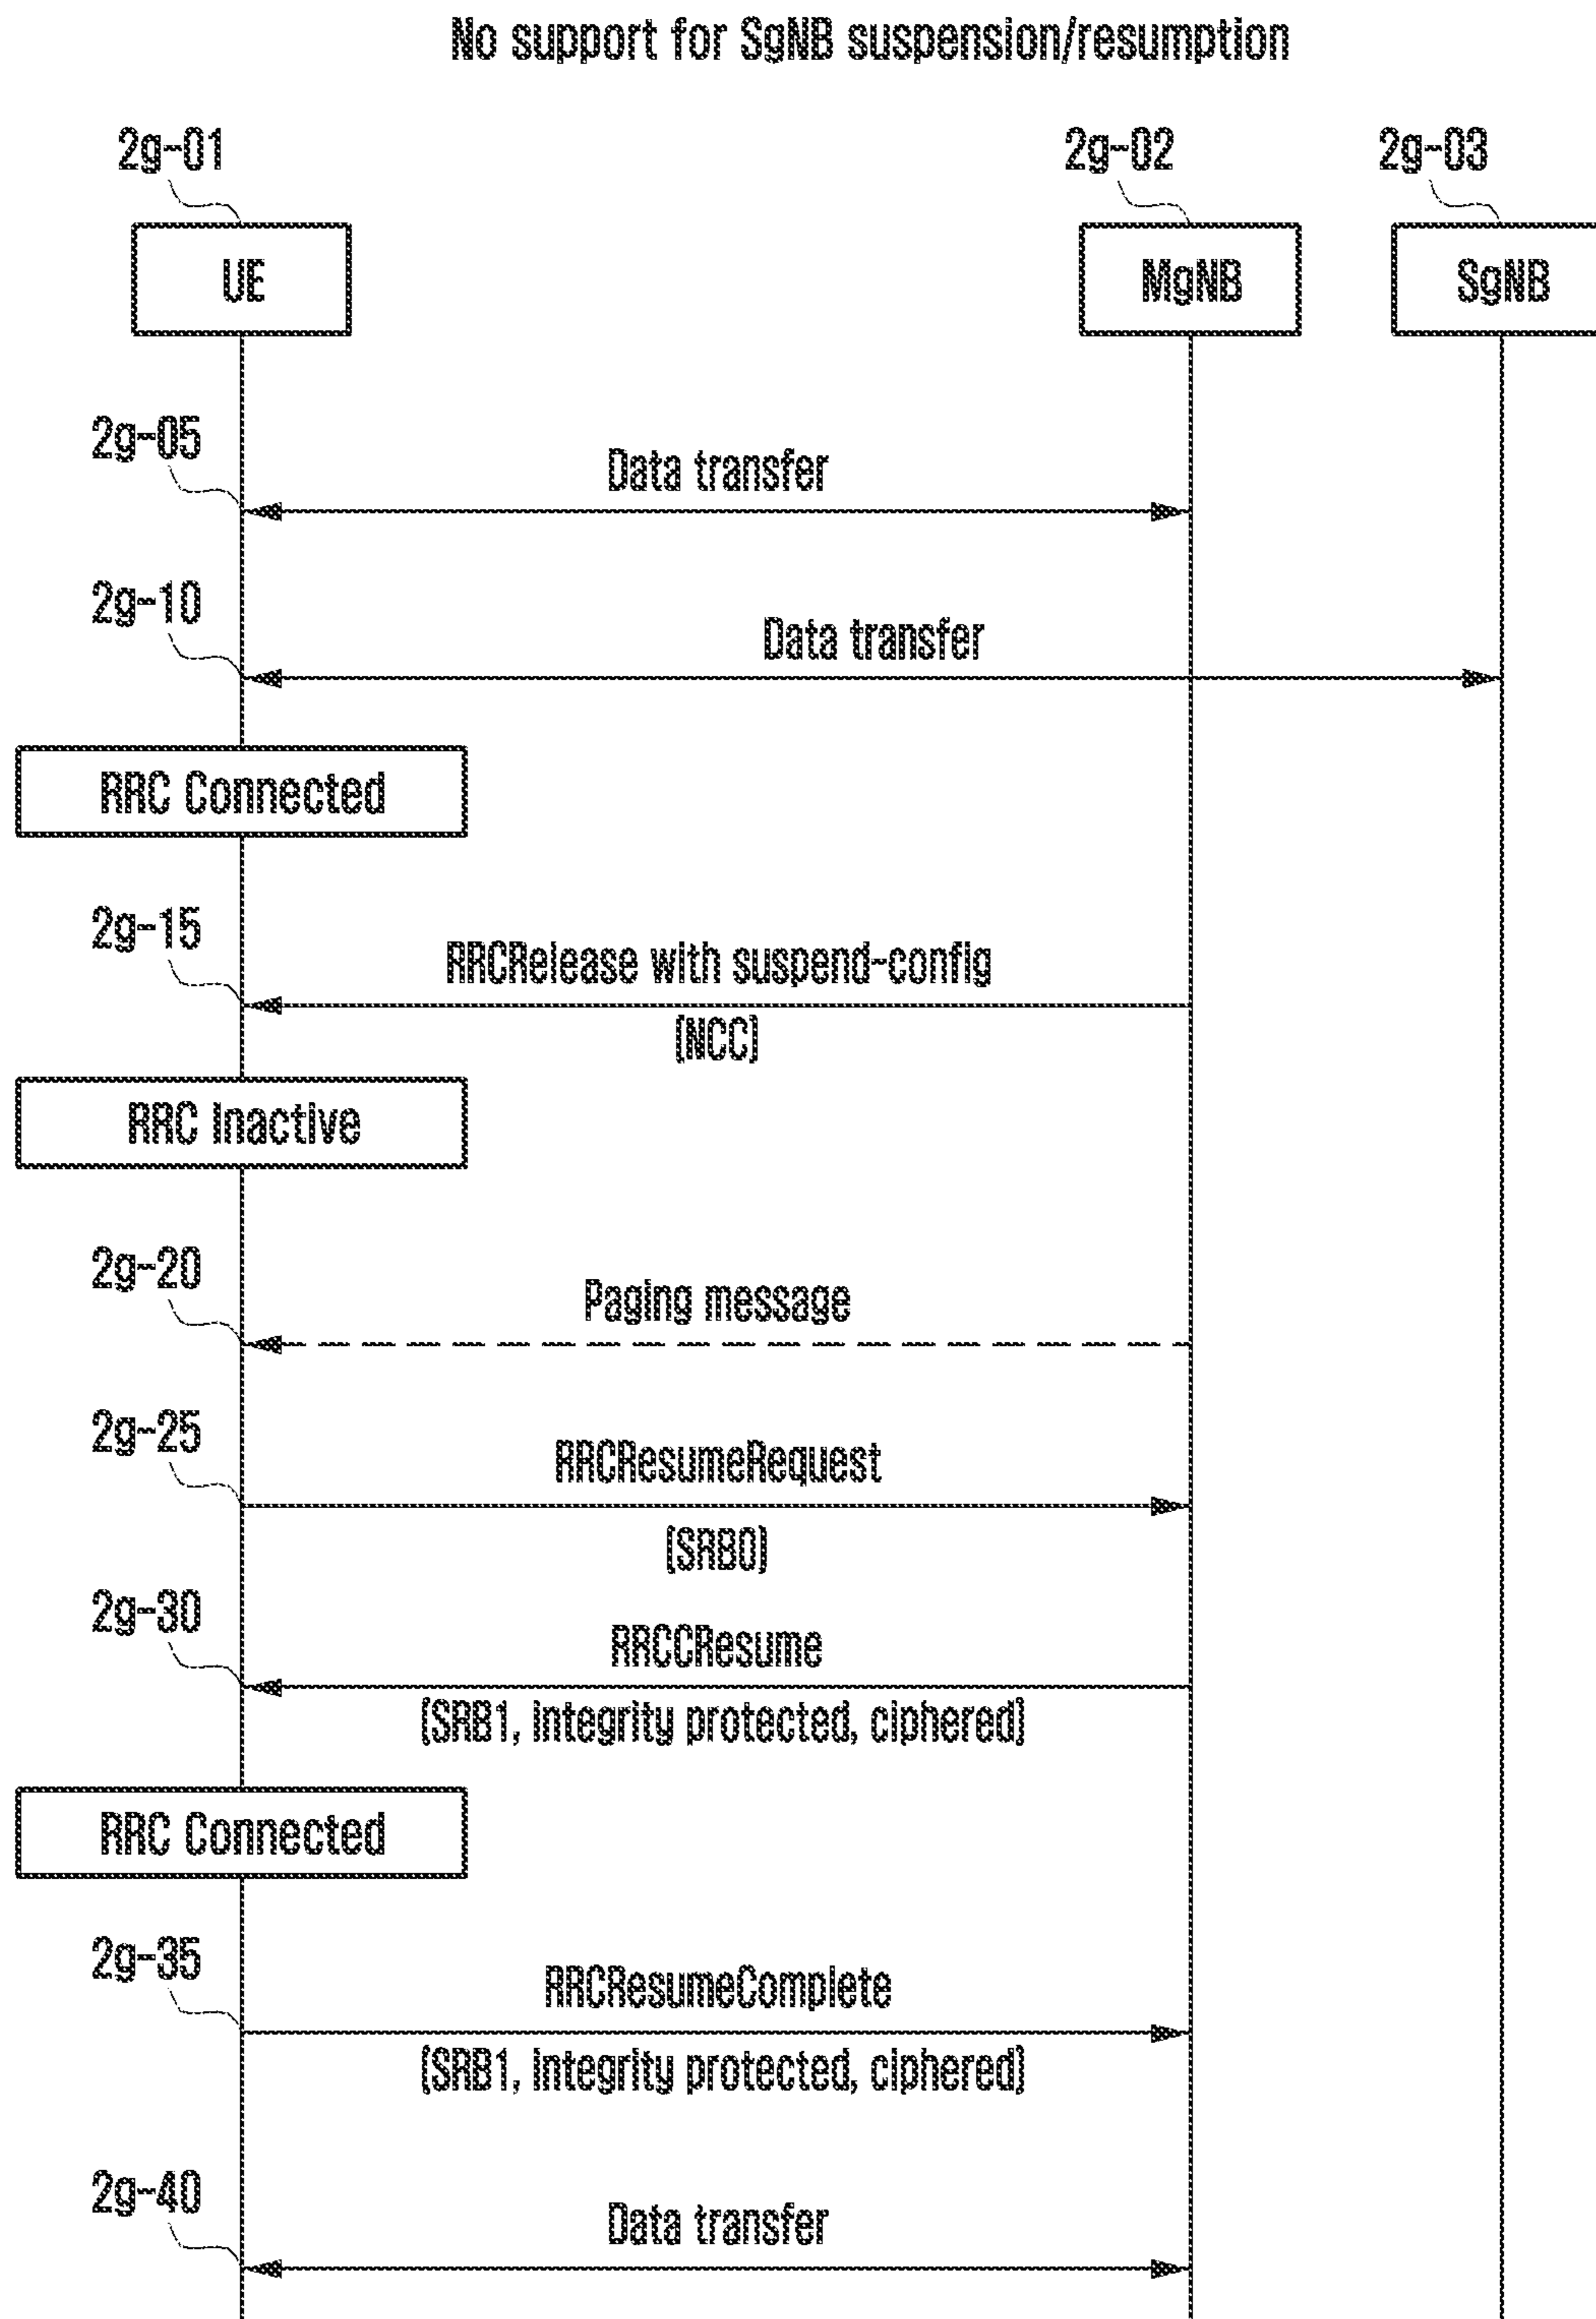 No support for SgNB suspension/resumption
2g-01
2g-02
2g-03
UE
MgNB
SgNB
2g-05
Data transfer
2g-10
Data transfer
RRC Connected
2g-15
RRCRelease with suspend-config
(NCC)
RRC Inactive
2g-20
Paging message
2g-25
RRCResumeRequest
(SRB0)
2g-30
RRCCResume
(SRB1, integrity protected, ciphered)
RRC Connected
2g-35
RRCResumeComplete
(SRB1, integrity protected, ciphered)
2g-40
Data transfer